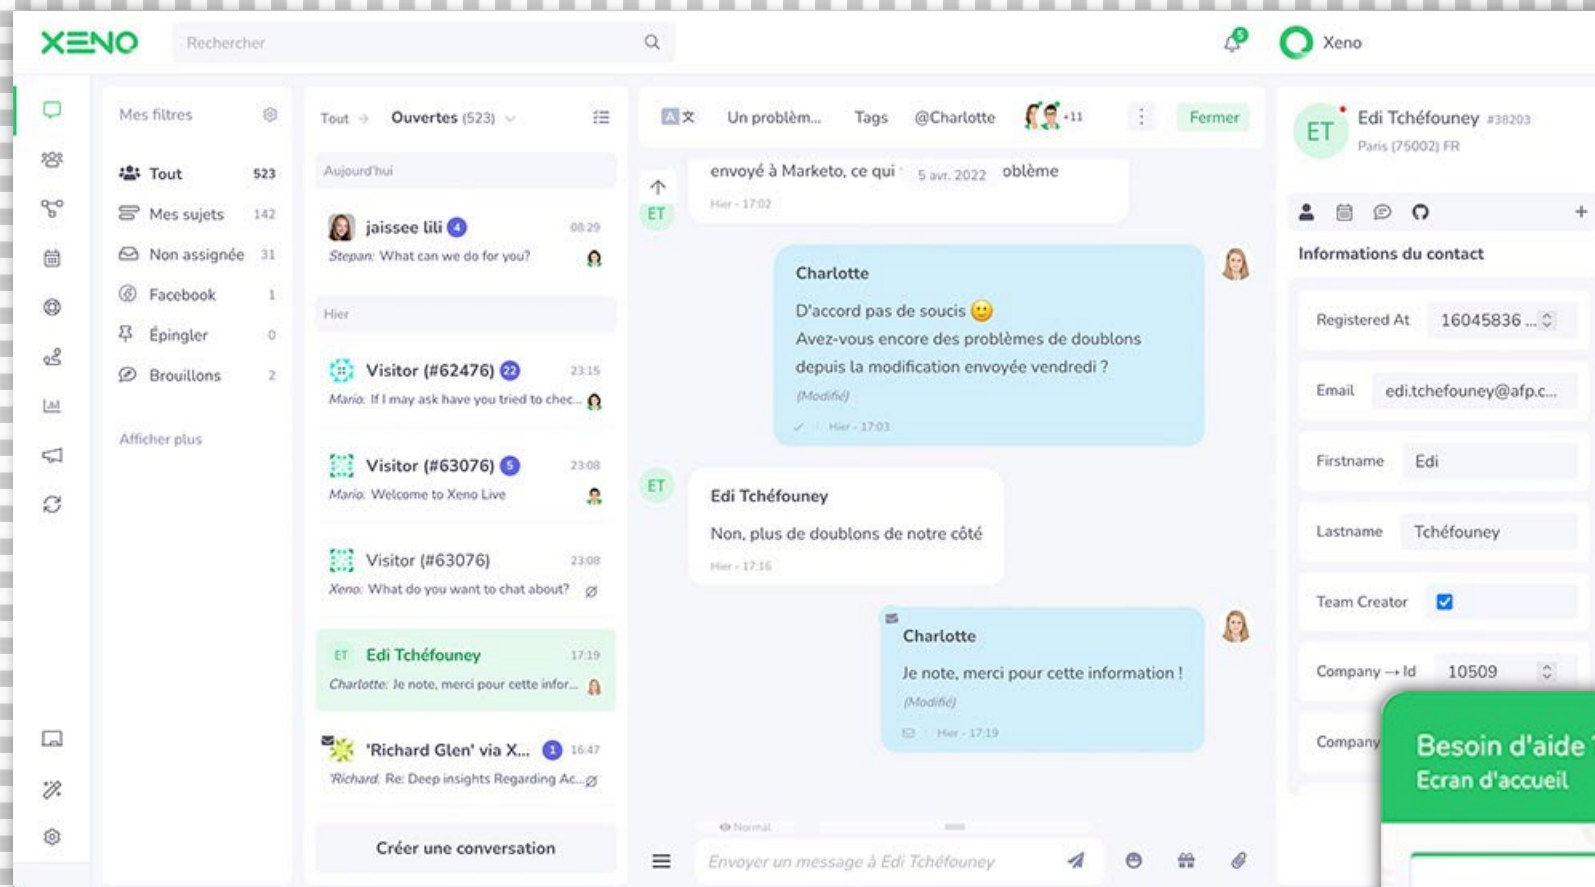 XENO
Rechercher
5
Xeno
Mes filtres
Tout 523
Mes sujets 142
Non assignée 31
Facebook 1
Épingler 0
Brouillons 2
Afficher plus
Tout → Ouvertes (523)
Aujourd'hui
jaissee lili 4 08:29
Stepan: What can we do for you?
Hier
Visitor (#62476) 22 23:15
Mario: If I may ask have you tried to chec...
Visitor (#63076) 5 23:08
Mario: Welcome to Xeno Live
Visitor (#63076) 23:08
Xeno: What do you want to chat about?
ET Edi Tchéfouney 17:19
Charlotte: Je note, merci pour cette infor...
'Richard Glen' via X... 1 16:47
'Richard: Re: Deep insights Regarding Ac...
Créer une conversation
A文 Un problèm... Tags @Charlotte +11 Fermer
envoyé à Marketo, ce qui 5 avr. 2022 oblème
ET
Hier - 17:02
Charlotte
D'accord pas de soucis 🙂
Avez-vous encore des problèmes de doublons
depuis la modification envoyée vendredi ?
(Modifié)
✓ | Hier - 17:03
ET
Edi Tchéfouney
Non, plus de doublons de notre côté
Hier - 17:16
Charlotte
Je note, merci pour cette information !
(Modifié)
Hier - 17:19
Normal
Envoyer un message à Edi Tchéfouney
ET
Edi Tchéfouney #38203
Paris (75002) FR
+
Informations du contact
Registered At 16045836 ...
Email edi.tchefouney@afp.c...
Firstname Edi
Lastname Tchéfouney
Team Creator
Company → Id 10509
Company
Besoin d'aide ?
Ecran d'accueil